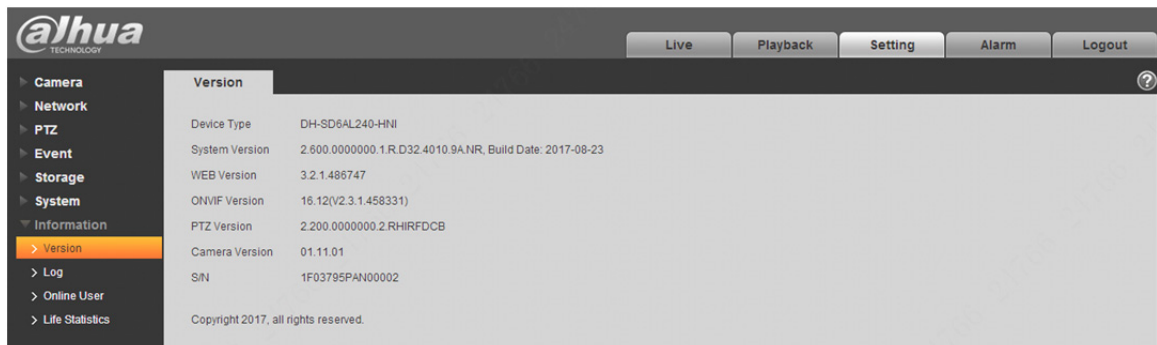 alhua
TECHNOLOGY
Live Playback Setting Alarm Logout
Camera
Network
PTZ
Event
Storage
System
Information
> Version
> Log
> Online User
> Life Statistics
Version
?
Device Type DH-SD6AL240-HNI
System Version 2.600.0000000.1.R.D32.4010.9A.NR, Build Date: 2017-08-23
WEB Version 3.2.1.486747
ONVIF Version 16.12(V2.3.1.458331)
PTZ Version 2.200.0000000.2.RHIRFDCB
Camera Version 01.11.01
S/N 1F03795PAN00002
Copyright 2017, all rights reserved.